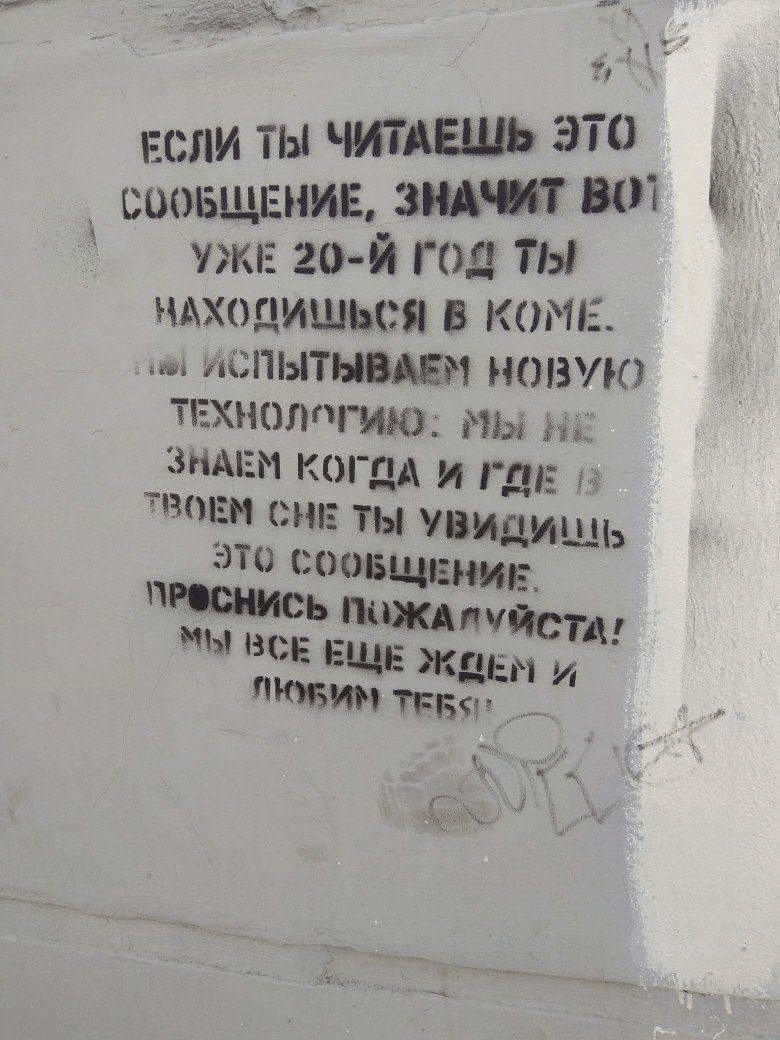 ЕСЛИ ТЫ ЧИТАЕШЬ ЭТО
СООБЩЕНИЕ, ЗНАЧИТ ВОТ
УЖЕ 20-Й ГОД ТЫ
НАХОДИШЬСЯ В КОМЕ.
МЫ ИСПЫТЫВАЕМ НОВУЮ
ТЕХНОЛОГИЮ: МЫ НЕ
ЗНАЕМ КОГДА И ГДЕ В
ТВОЕМ СНЕ ТЫ УВИДИШЬ
ЭТО СООБЩЕНИЕ.
ПРОСНИСЬ ПОЖАЛУЙСТА!
МЫ ВСЕ ЕЩЕ ЖДЕМ И
ЛЮБИМ ТЕБЯ!